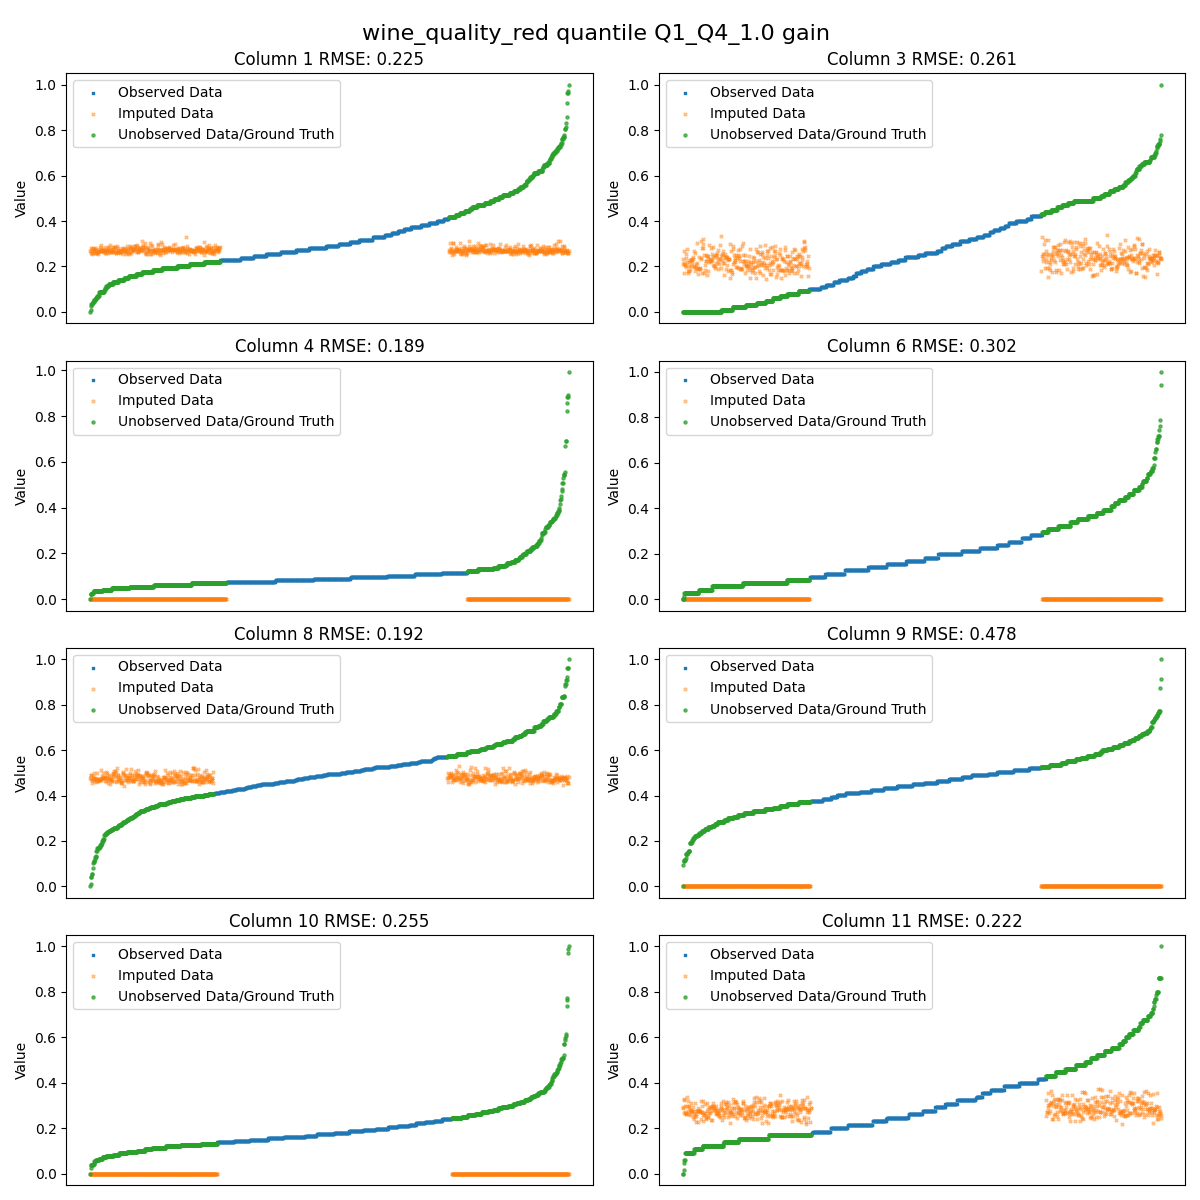 wine_quality_red quantile Q1_Q4_1.0 gain
Column 1 RMSE: 0.225
1.0
0.8
0.6
0.4
0.2
0.0
Value
Observed Data
Imputed Data
Unobserved Data/Ground Truth
Column 3 RMSE: 0.261
1.0
0.8
0.6
0.4
0.2
0.0
Value
Observed Data
Imputed Data
Unobserved Data/Ground Truth
Column 4 RMSE: 0.189
1.0
0.8
0.6
0.4
0.2
0.0
Value
Observed Data
Imputed Data
Unobserved Data/Ground Truth
Column 6 RMSE: 0.302
1.0
0.8
0.6
0.4
0.2
0.0
Value
Observed Data
Imputed Data
Unobserved Data/Ground Truth
Column 8 RMSE: 0.192
1.0
0.8
0.6
0.4
0.2
0.0
Value
Observed Data
Imputed Data
Unobserved Data/Ground Truth
Column 9 RMSE: 0.478
1.0
0.8
0.6
0.4
0.2
0.0
Value
Observed Data
Imputed Data
Unobserved Data/Ground Truth
Column 10 RMSE: 0.255
1.0
0.8
0.6
0.4
0.2
0.0
Value
Observed Data
Imputed Data
Unobserved Data/Ground Truth
Column 11 RMSE: 0.222
1.0
0.8
0.6
0.4
0.2
0.0
Value
Observed Data
Imputed Data
Unobserved Data/Ground Truth